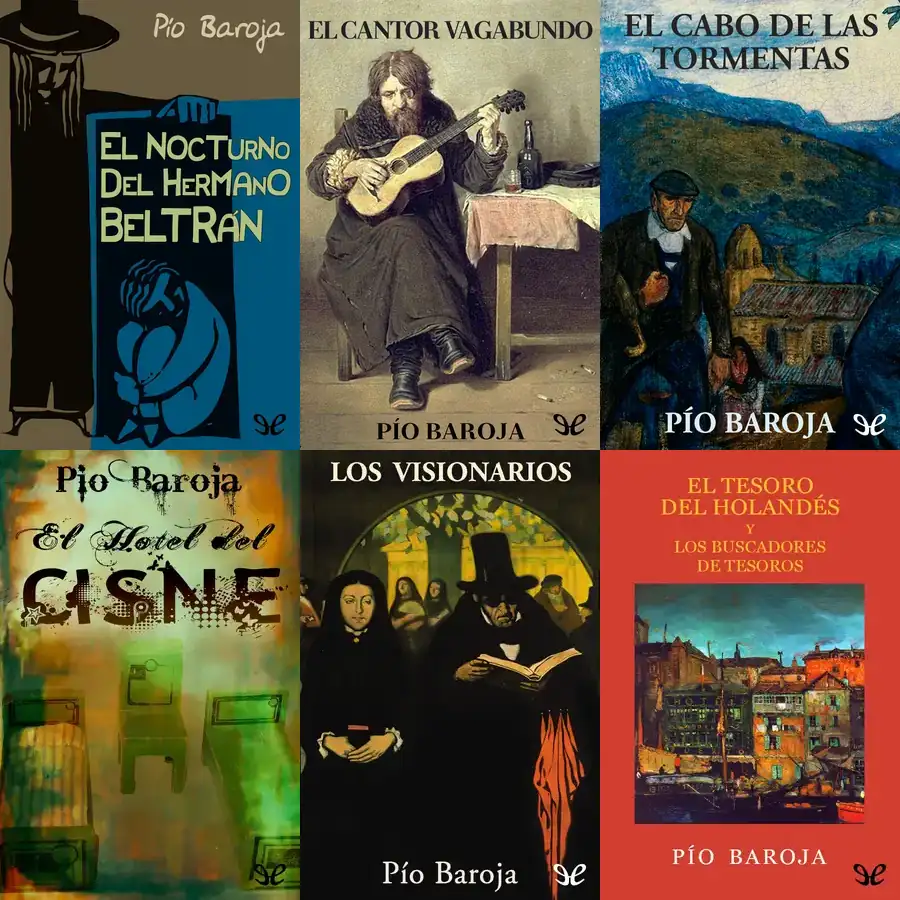 Pío Baroja
EL NOCTURNO
DEL HERMANO
BELTRÁN
EL CANTOR VAGABUNDO
PÍO BAROJA
EL CABO DE LAS
TORMENTAS
PÍO BAROJA
Pio Baroja
El Hotel del
CISNE
LOS VISIONARIOS
Pío Baroja
EL TESORO
DEL HOLANDÉS
Y
LOS BUSCADORES
DE TESOROS
PÍO BAROJA